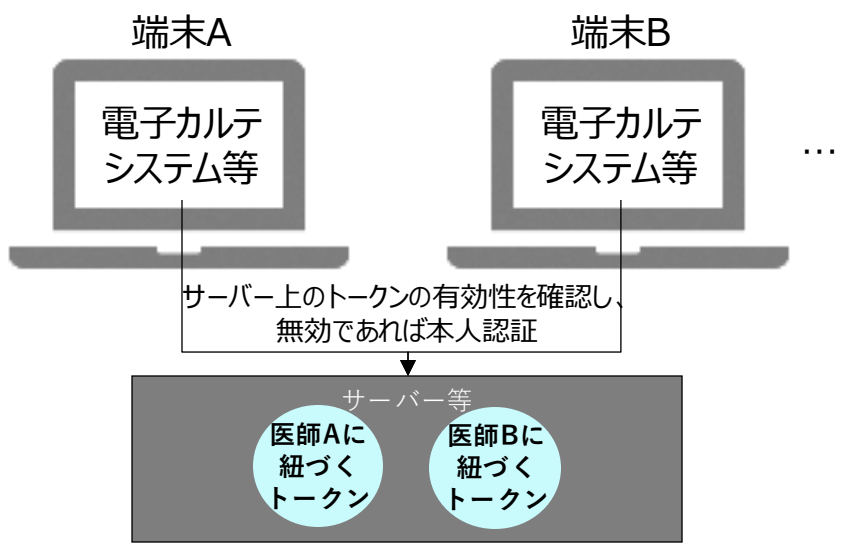 端末A
端末B
電子カルテ
システム等
電子カルテ
システム等
…
サーバー上のトークンの有効性を確認し、
無効であれば本人認証
サーバー等
医師Aに
紐づく
トークン
医師Bに
紐づく
トークン